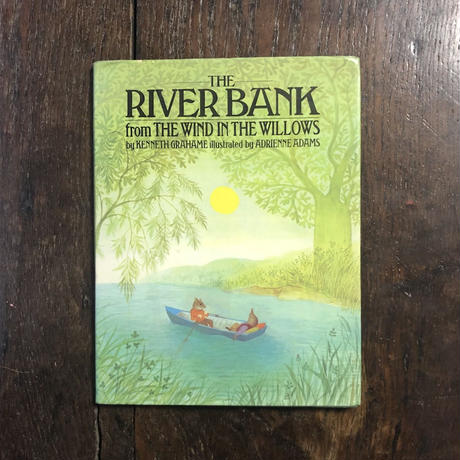 THE
RIVER BANK
from THE WIND IN THE WILLOWS
by KENNETH GRAHAME illustrated by ADRIENNE ADAMS